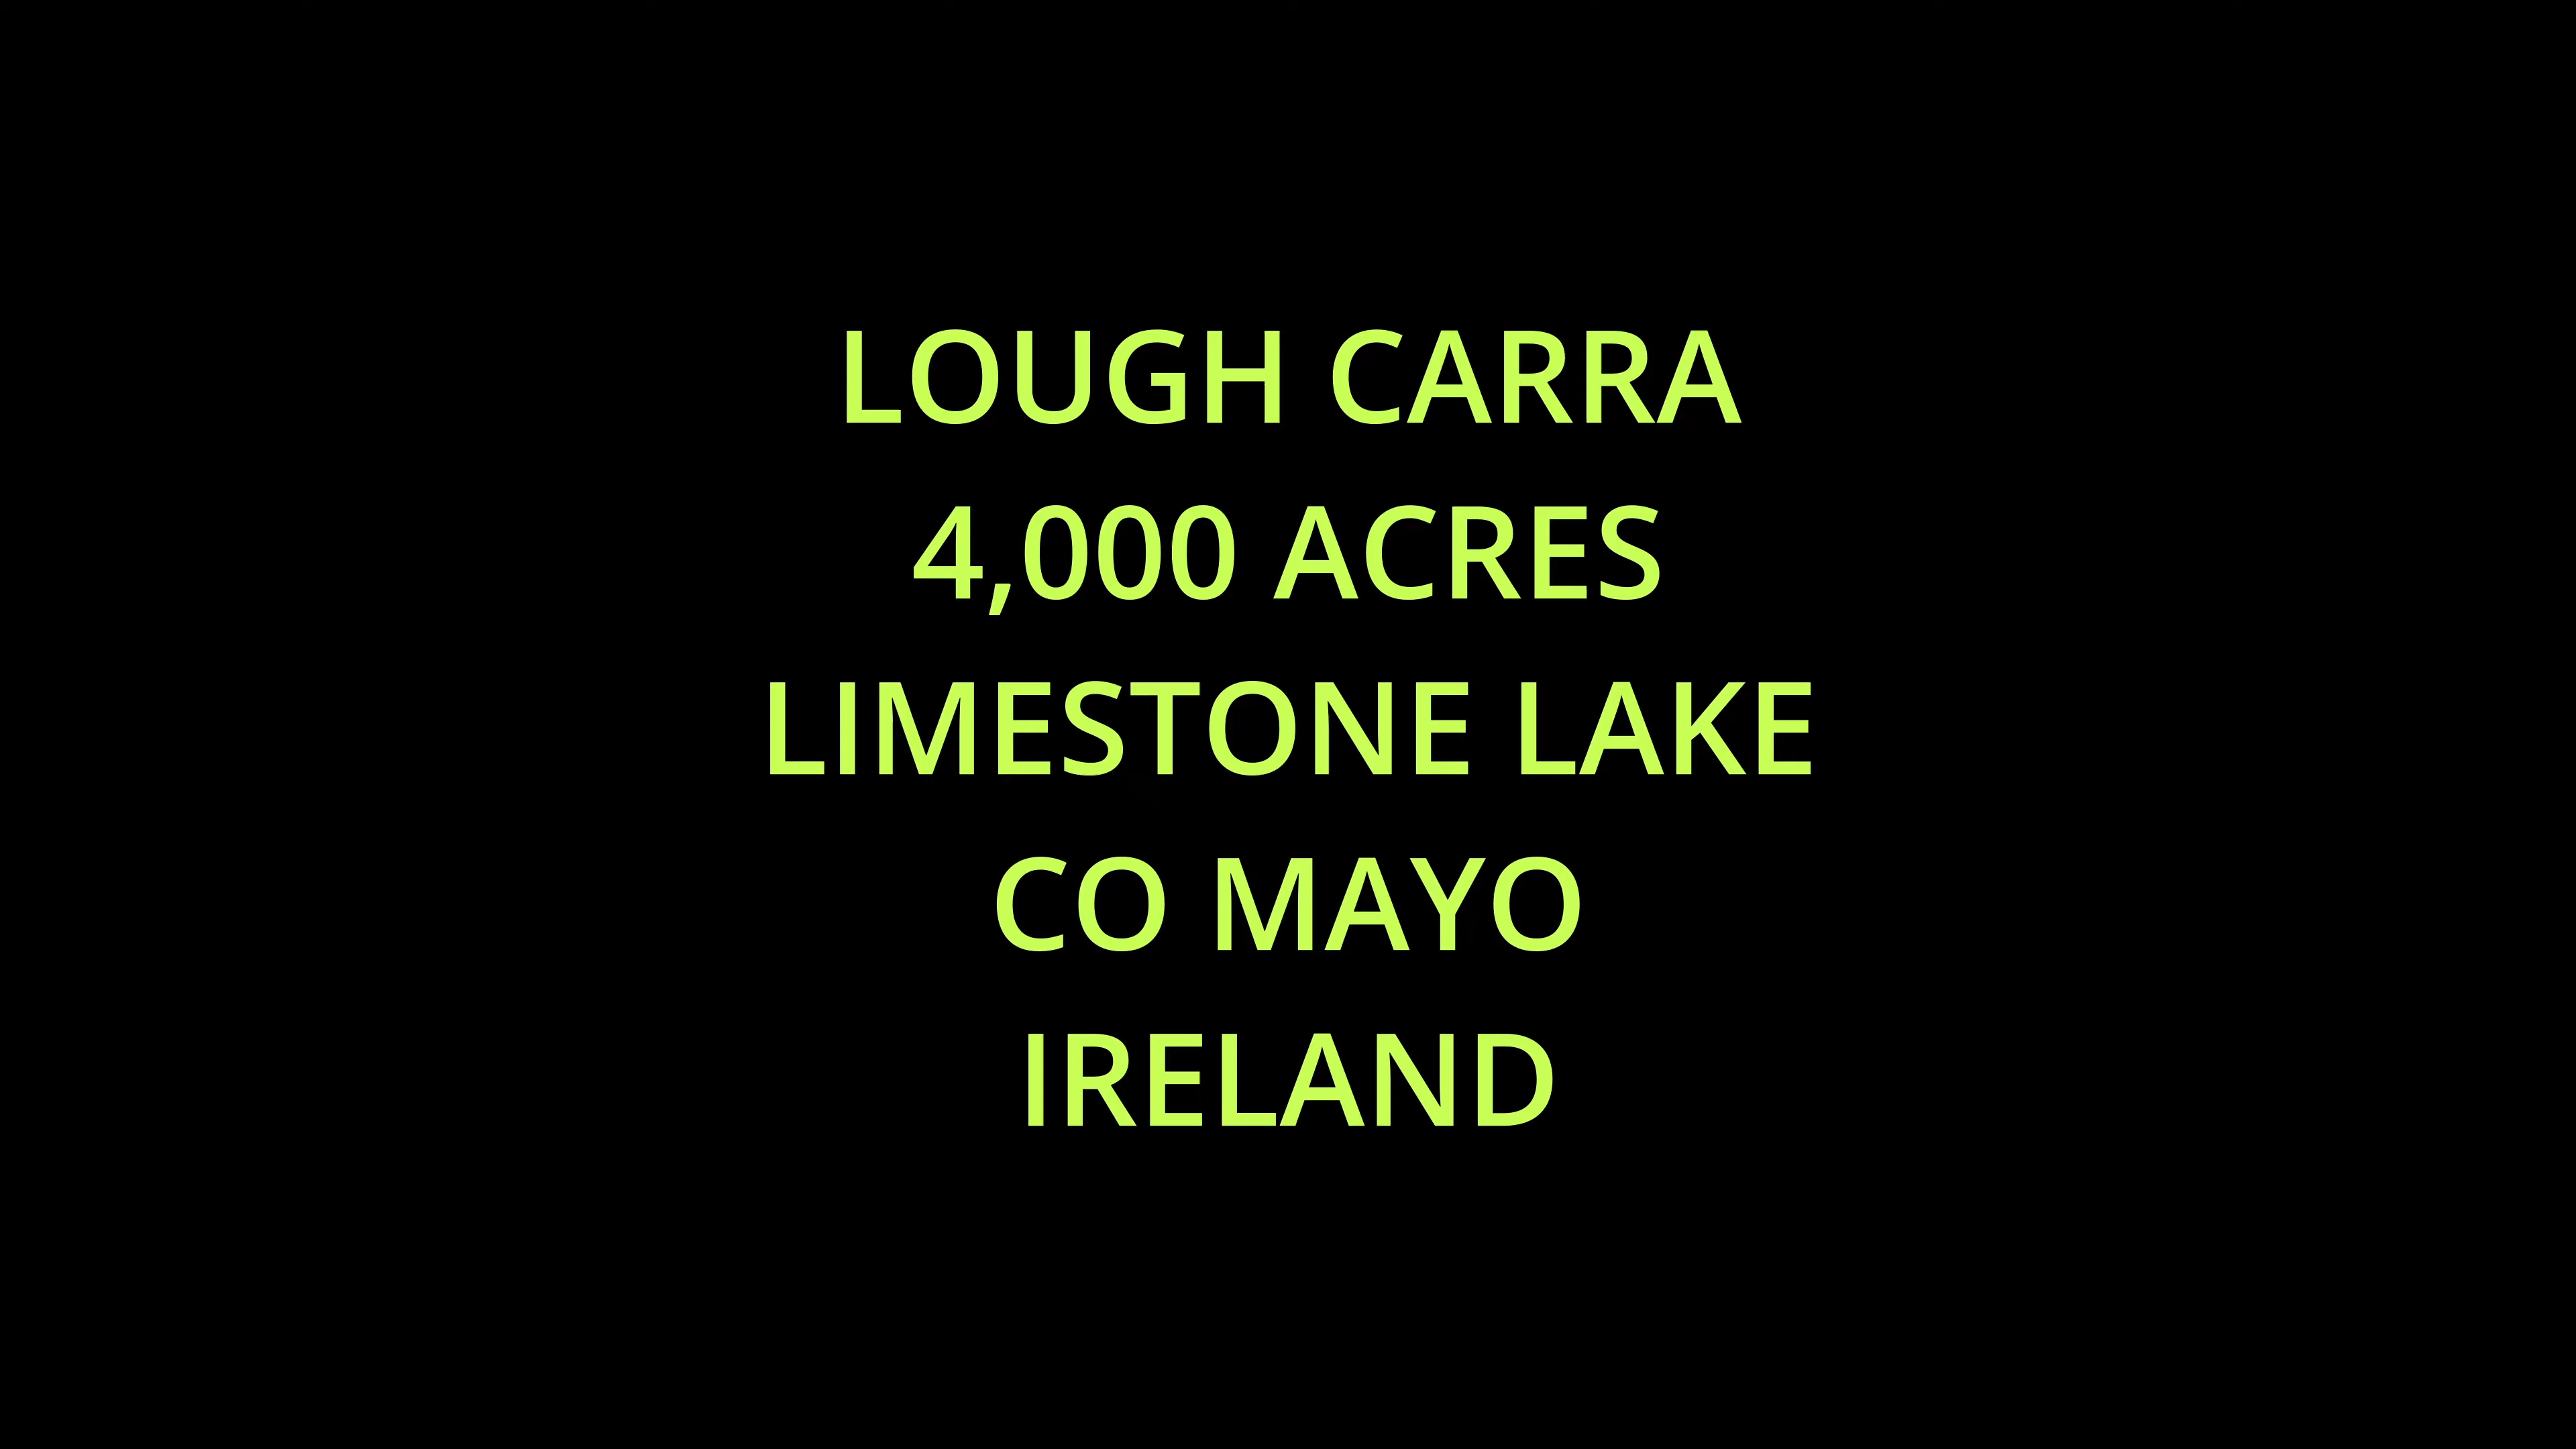 LOUGH CARRA
4,000 ACRES
LIMESTONE LAKE
CO MAYO
IRELAND